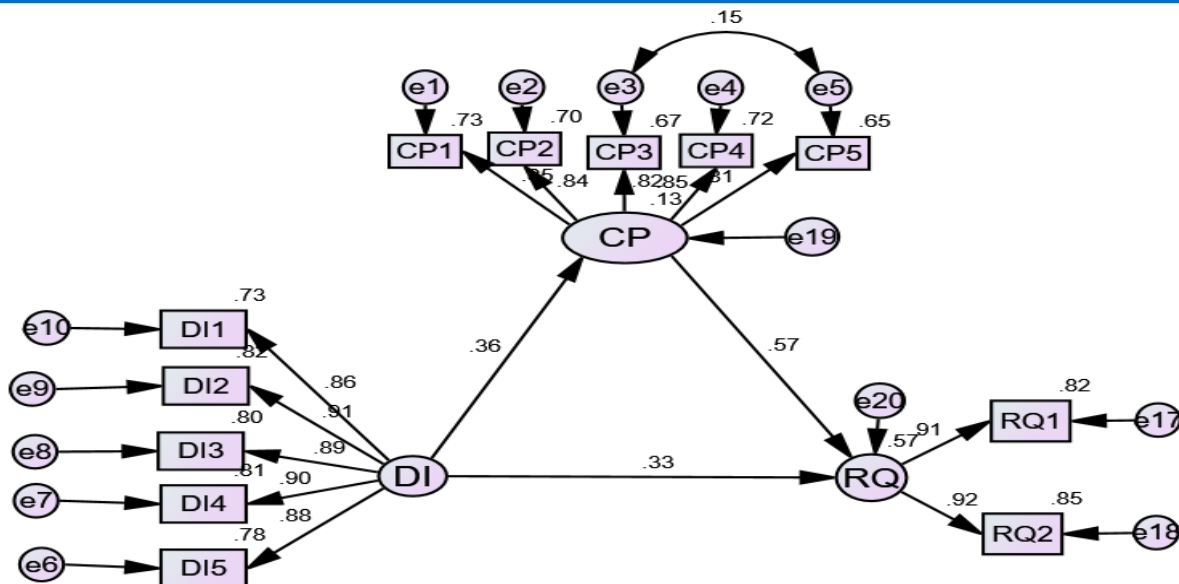 .15
e1
e2
e3
e4
e5
.73
.70
.67
.72
.65
CP1
CP2
CP3
CP4
CP5
.84
.82
.85
.13
CP
e19
.73
e10
DI1
.36
.57
.82
e9
DI2
.86
e20
.82
.80
.91
RQ1
e17
e8
DI3
.89
.57
.91
.81
.33
e7
DI4
.90
DI
RQ
.88
.92
.85
.78
RQ2
e18
e6
DI5